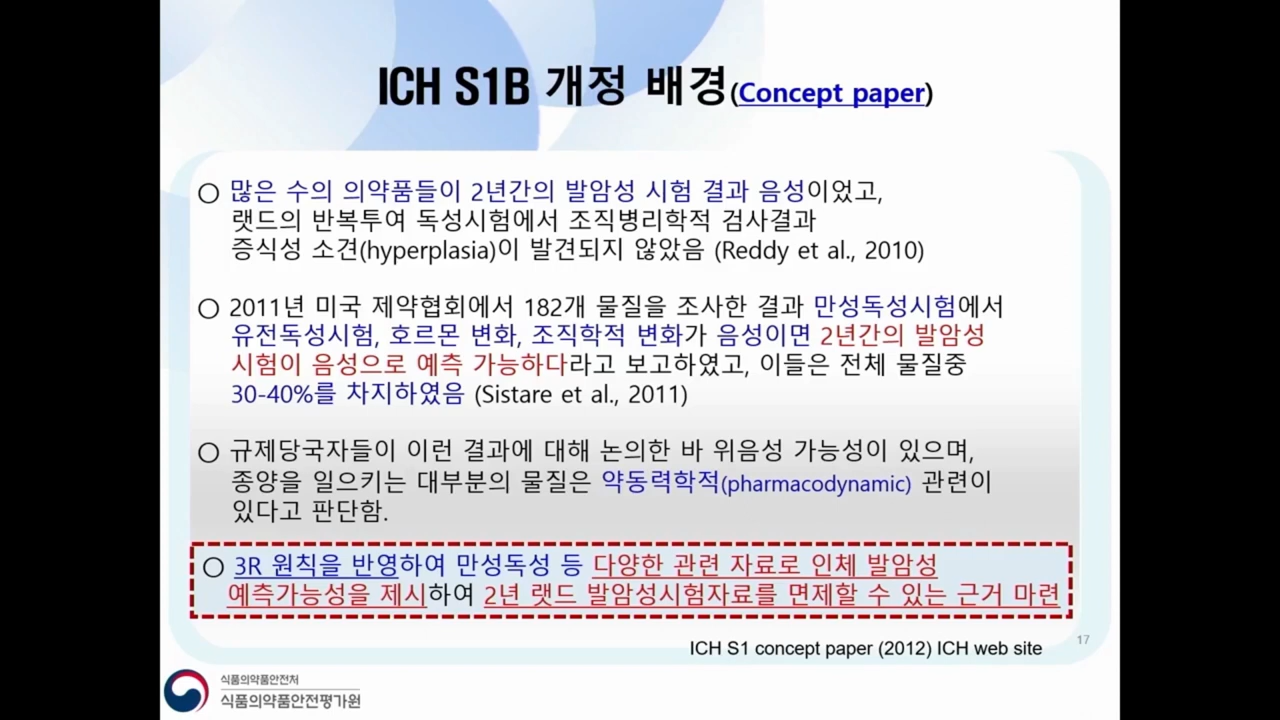 ICH S1B 개정 배경(Concept paper)
○ 많은 수의 의약품들이 2년간의 발암성 시험 결과 음성이었고,
랫드의 반복투여 독성시험에서 조직병리학적 검사결과
증식성 소견(hyperplasia)이 발견되지 않았음 (Reddy et al., 2010)
○ 2011년 미국 제약협회에서 182개 물질을 조사한 결과 만성독성시험에서
유전독성시험, 호르몬 변화, 조직학적 변화가 음성이면 2년간의 발암성
시험이 음성으로 예측 가능하다라고 보고하였고, 이들은 전체 물질중
30-40%를 차지하였음 (Sistare et al., 2011)
○ 규제당국자들이 이런 결과에 대해 논의한 바 위음성 가능성이 있으며,
종양을 일으키는 대부분의 물질은 약동력학적(pharmacodynamic) 관련이
있다고 판단함.
○ 3R 원칙을 반영하여 만성독성 등 다양한 관련 자료로 인체 발암성
예측가능성을 제시하여 2년 랫드 발암성시험자료를 면제할 수 있는 근거 마련
ICH S1 concept paper (2012) ICH web site
17
식품의약품안전처
식품의약품안전평가원